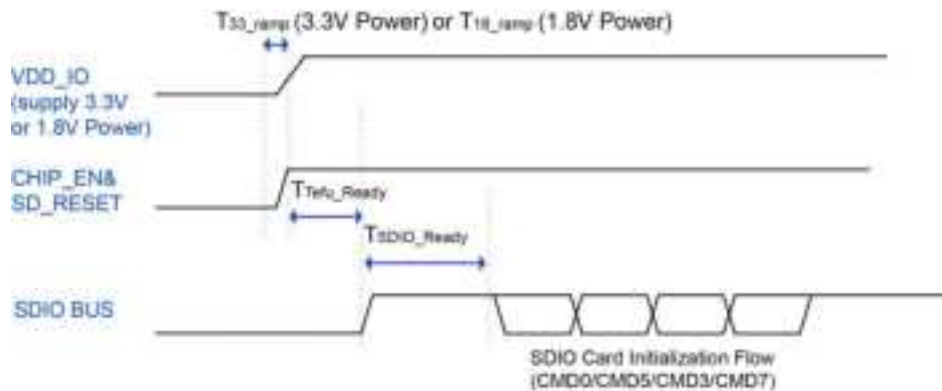 T33_ramp (3.3V Power) or T18_ramp (1.8V Power)
VDD_IO
(supply 3.3V
or 1.8V Power)
CHIP_EN&
SD_RESET
TTefu_Ready
TSDIO_Ready
SDIO BUS
SDIO Card Initialization Flow
(CMD0/CMD5/CMD3/CMD7)